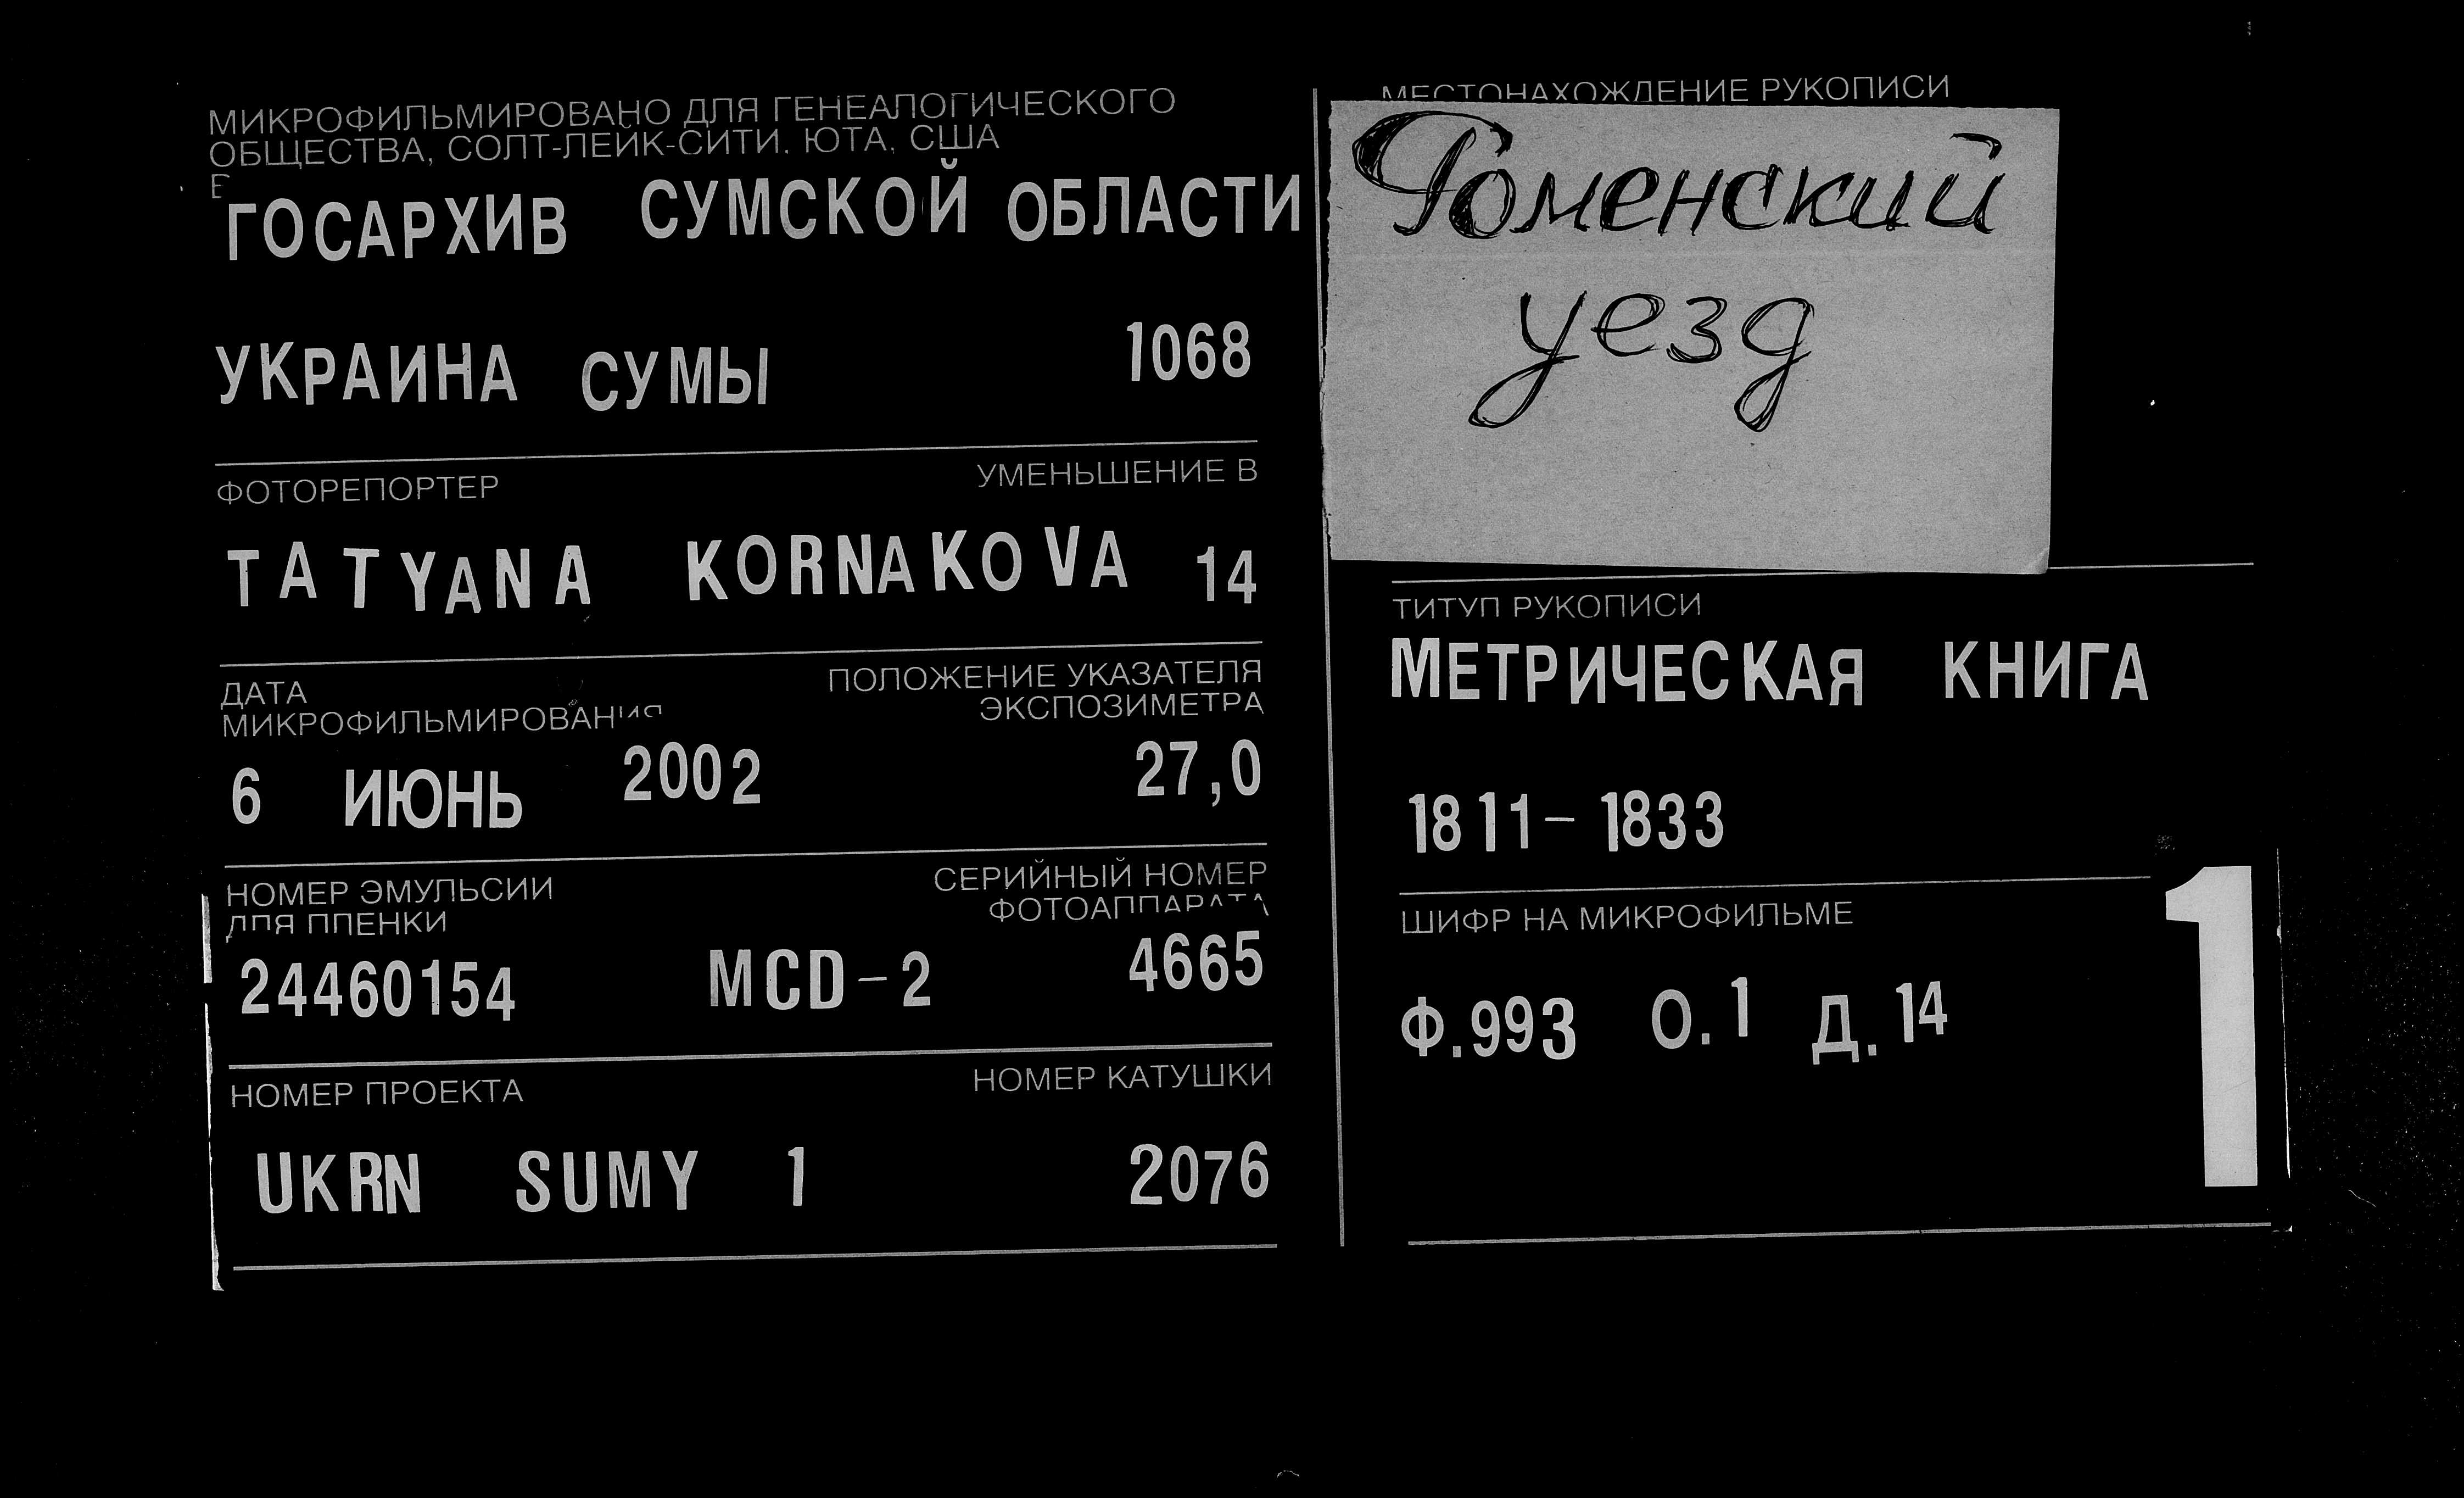 МИКРОФИЛЬМИРОВАНО ДЛЯ ГЕНЕАЛОГИЧЕСКОГО
ОБЩЕСТВА, СОЛТ-ЛЕЙК-СИТИ, ЮТА, США
В
ГОСАРХИВ СУМСКОЙ ОБЛАСТИ
УКРАИНА СУМЫ 1068
ФОТОРЕПОРТЕР УМЕНЬШЕНИЕ В
TATYANA KORNAKOVA 14
ДАТА
МИКРОФИЛЬМИРОВАНИЯ
ПОЛОЖЕНИЕ УКАЗАТЕЛЯ
ЭКСПОЗИМЕТРА
6 ИЮНЬ 2002 27,0
НОМЕР ЭМУЛЬСИИ
ДЛЯ ПЛЕНКИ
СЕРИЙНЫЙ НОМЕР
ФОТОАППАРАТА
24460154 MCD-2 4665
НОМЕР ПРОЕКТА НОМЕР КАТУШКИ
UKRN SUMY 1 2076
МЕСТОНАХОЖДЕНИЕ РУКОПИСИ
Роменский
уезд
ТИТУЛ РУКОПИСИ
МЕТРИЧЕСКАЯ КНИГА
1811-1833
ШИФР НА МИКРОФИЛЬМЕ
Ф.993 О.1 Д.14
1